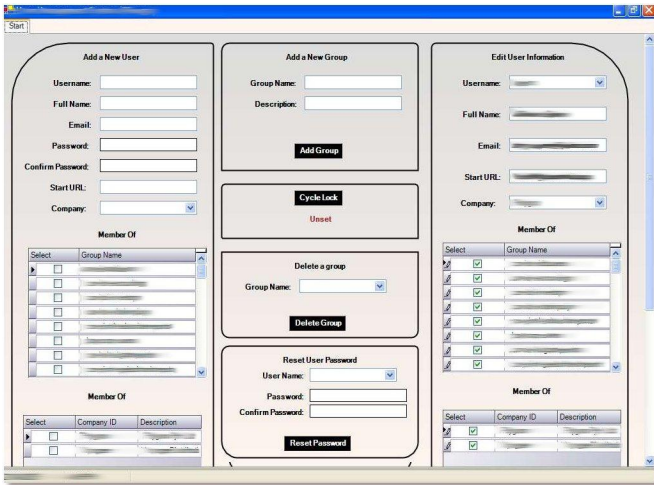 Start
Add a New User
Username:
Full Name:
Email:
Password:
Confirm Password:
Start URL:
Company:
Member Of
Select Group Name
Member Of
Select Company ID Description
Add a New Group
Group Name:
Description:
Add Group
Cycle Lock
Unset
Delete a group
Group Name:
Delete Group
Reset User Password
User Name:
Password:
Confirm Password:
Reset Password
Edit User Information
Username:
Full Name:
Email:
Start URL:
Company:
Member Of
Select Group Name
Member Of
Select Company ID Description